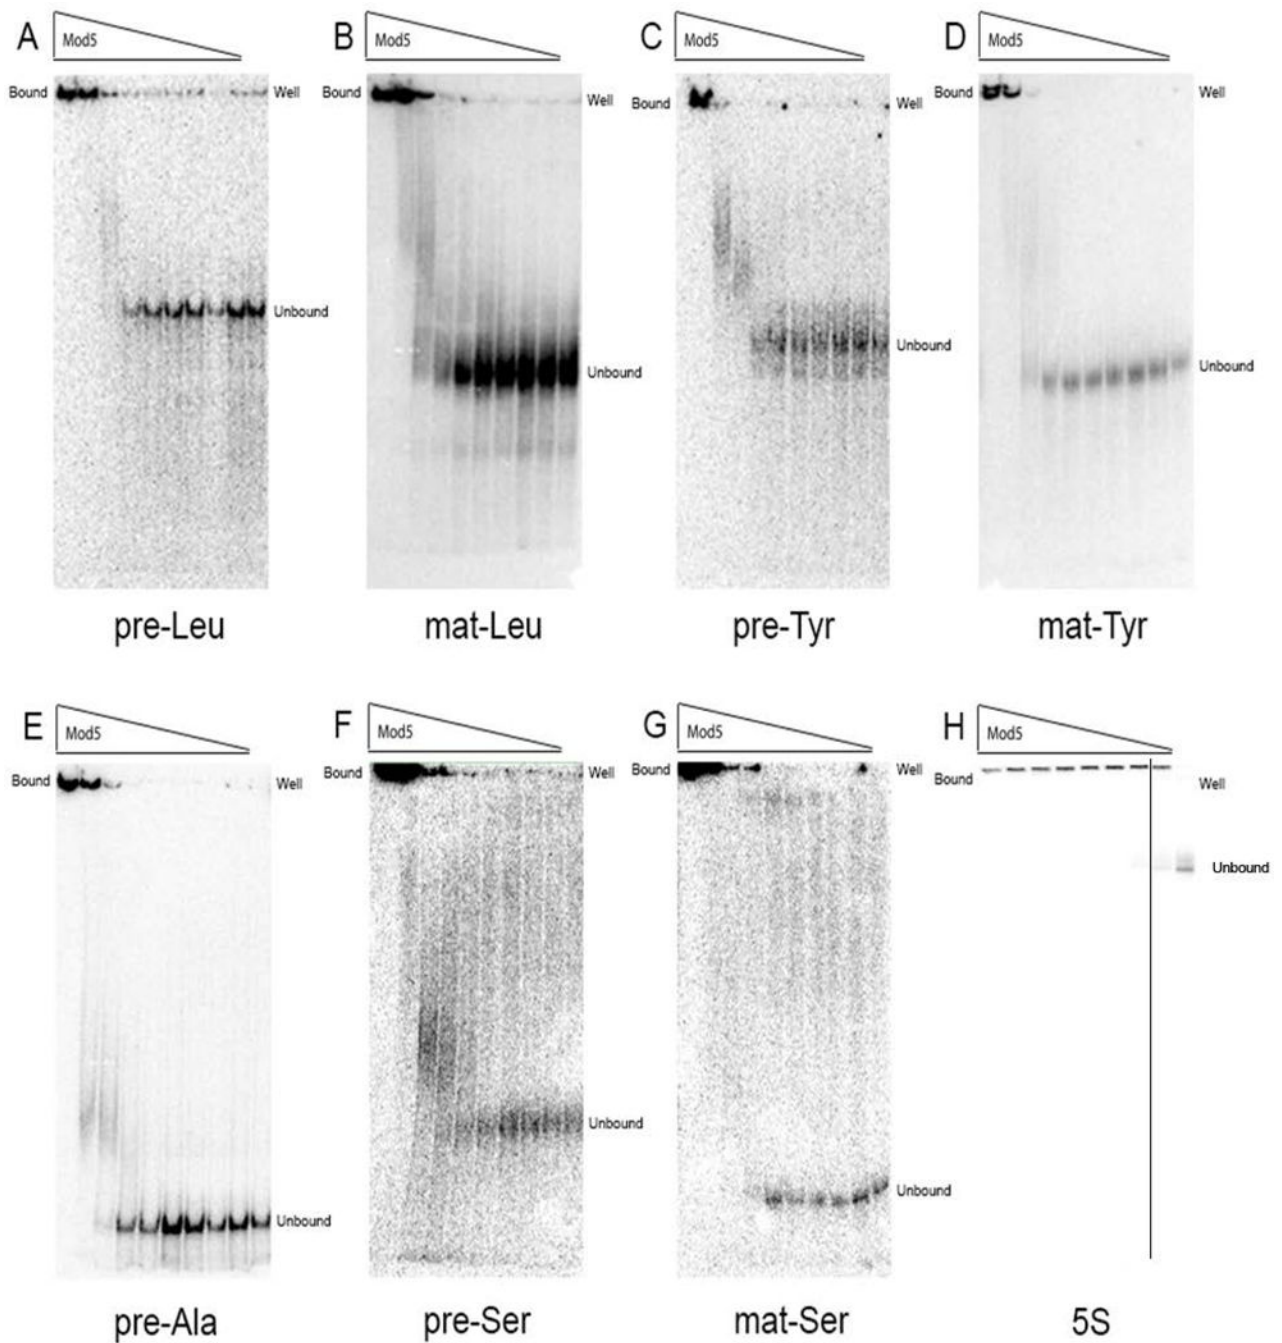 A
Mod5
Bound
Well
Unbound
pre-Leu
B
Mod5
Bound
Well
Unbound
mat-Leu
C
Mod5
Bound
Well
Unbound
pre-Tyr
D
Mod5
Bound
Well
Unbound
mat-Tyr
E
Mod5
Bound
Well
Unbound
pre-Ala
F
Mod5
Bound
Well
Unbound
pre-Ser
G
Mod5
Bound
Well
Unbound
mat-Ser
H
Mod5
Bound
Well
Unbound
5S